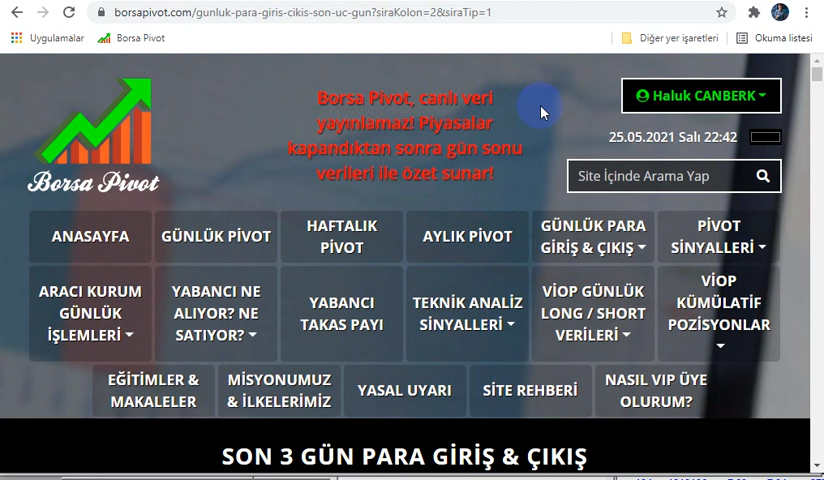 borsapivot.com/gunluk-para-giris-cikis-son-uc-gun?siraKolon=2&siraTip=1
Uygulamalar
Borsa Pivot
Diğer yer işaretleri
Okuma listesi
Borsa Pivot
Borsa Pivot, canlı veri
yayınlamaz! Piyasalar
kapandıktan sonra gün sonu
verileri ile özet sunar!
Haluk CANBERK
25.05.2021 Salı 22:42
Site İçinde Arama Yap
ANASAYFA
GÜNLÜK PİVOT
HAFTALIK
PİVOT
AYLIK PİVOT
GÜNLÜK PARA
GİRİŞ & ÇIKIŞ
PİVOT
SİNYALLERİ
ARACI KURUM
GÜNLÜK
İŞLEMLERİ
YABANCI NE
ALIYOR? NE
SATIYOR?
YABANCI
TAKAS PAYI
TEKNİK ANALİZ
SİNYALLERİ
VİOP GÜNLÜK
LONG / SHORT
VERİLERİ
VİOP
KÜMÜLATİF
POZİSYONLAR
EĞİTİMLER &
MAKALELER
MİSYONUMUZ
& İLKELERİMİZ
YASAL UYARI
SİTE REHBERİ
NASIL VIP ÜYE
OLURUM?
SON 3 GÜN PARA GİRİŞ & ÇIKIŞ